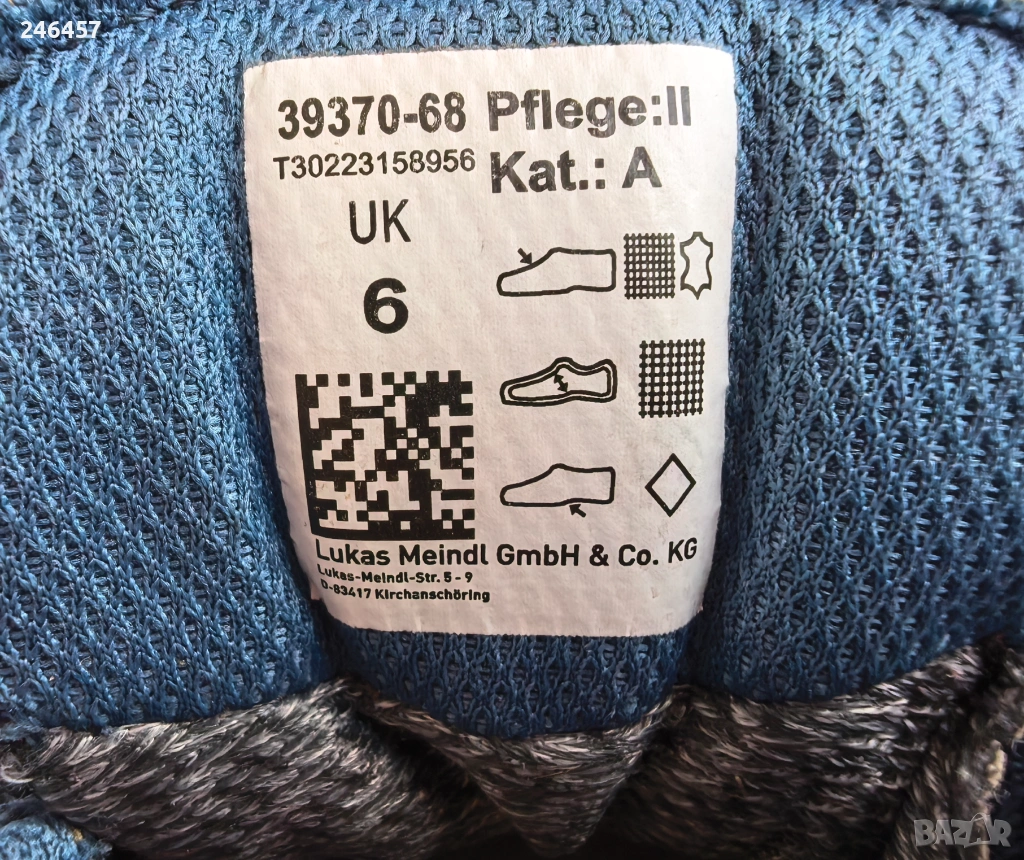 246457
39370-68 Pflege:II
T30223158956 Kat.: A
UK
6
Lukas Meindl GmbH & Co. KG
Lukas-Meindl-Str. 5 - 9
D-83417 Kirchanschöring
BAZAR